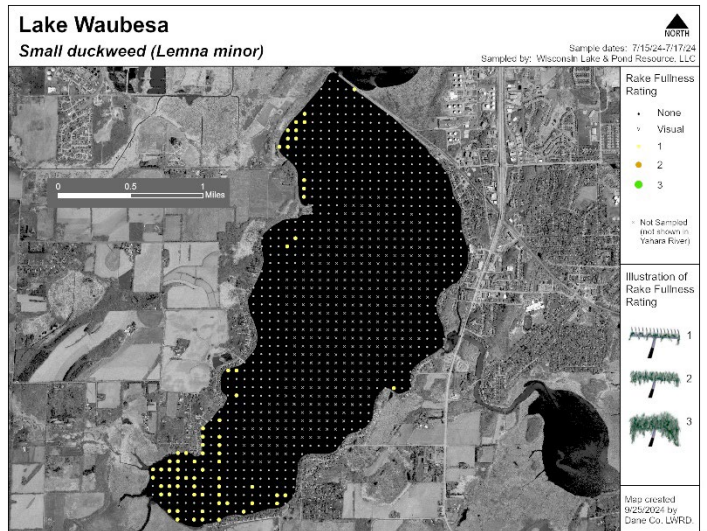 Lake Waubesa
Small duckweed (Lemna minor)
NORTH
Sample dates: 7/15/24-7/17/24
Sampled by: Wisconsin Lake & Pond Resource, LLC
0 0.5 1
Miles
Rake Fullness
Rating
None
Visual
1
2
3
Not Sampled
(not shown in
Yahara River)
Illustration of
Rake Fullness
Rating
1
2
3
Map created
9/25/2024 by
Dane Co. LWRD.